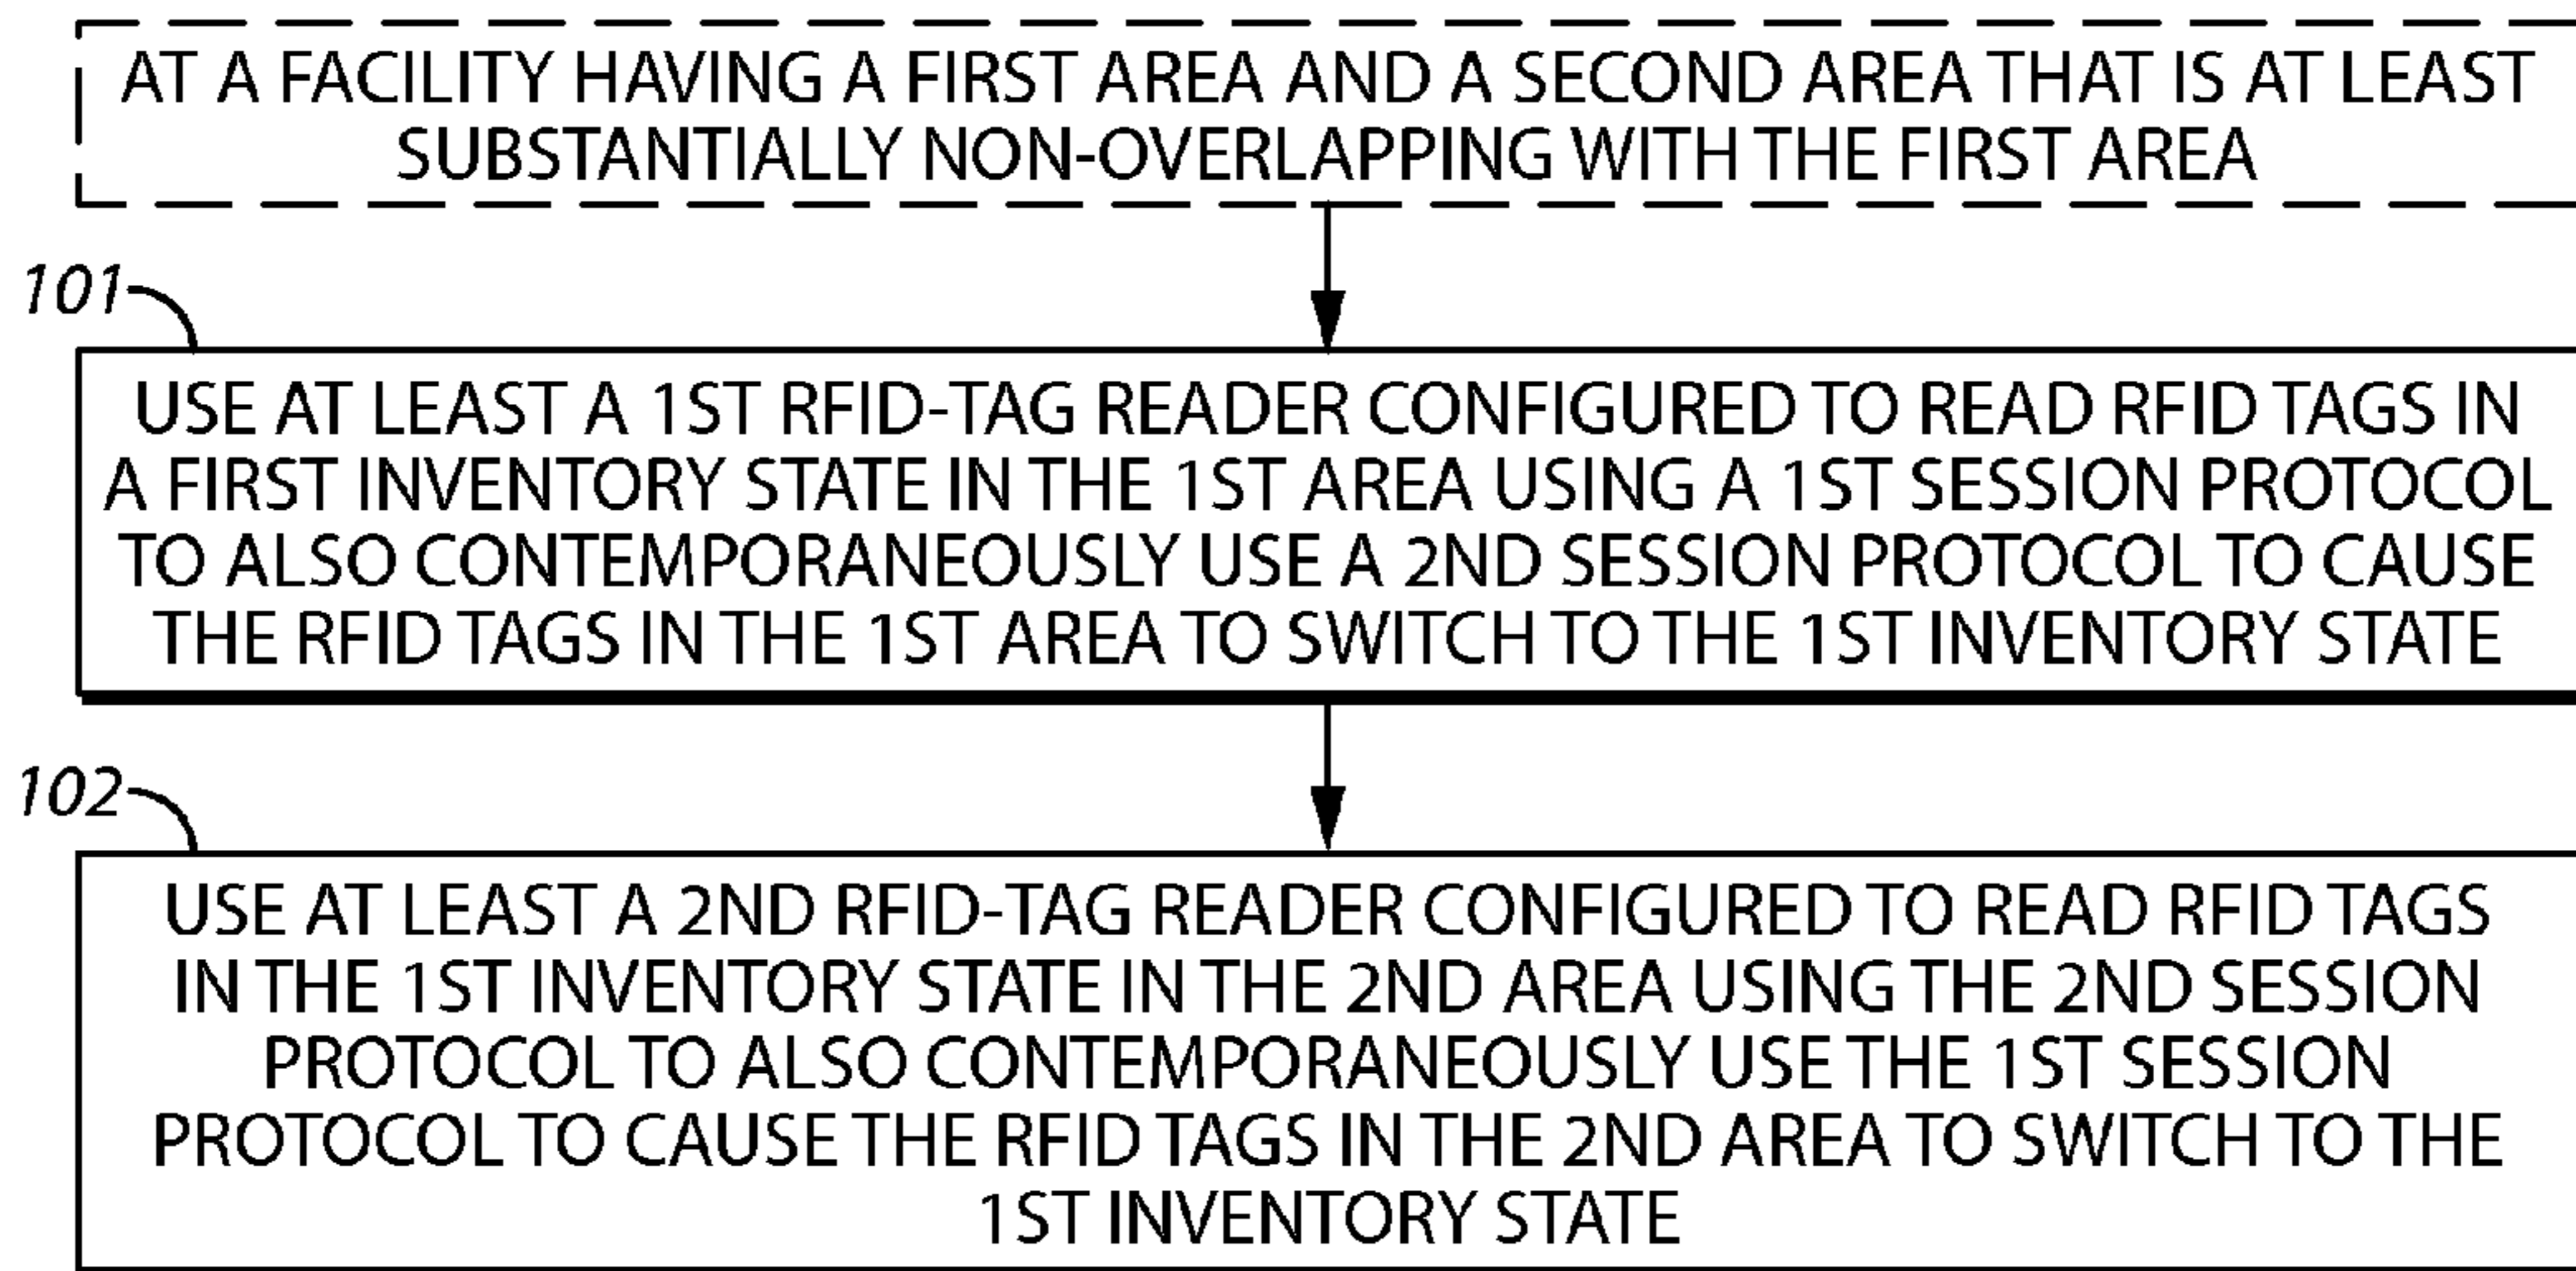 AT A FACILITY HAVING A FIRST AREA AND A SECOND AREA THAT IS AT LEAST
SUBSTANTIALLY NON-OVERLAPPING WITH THE FIRST AREA
101
USE AT LEAST A 1ST RFID-TAG READER CONFIGURED TO READ RFID TAGS IN
A FIRST INVENTORY STATE IN THE 1ST AREA USING A 1ST SESSION PROTOCOL
TO ALSO CONTEMPORANEOUSLY USE A 2ND SESSION PROTOCOL TO CAUSE
THE RFID TAGS IN THE 1ST AREA TO SWITCH TO THE 1ST INVENTORY STATE
102
USE AT LEAST A 2ND RFID-TAG READER CONFIGURED TO READ RFID TAGS
IN THE 1ST INVENTORY STATE IN THE 2ND AREA USING THE 2ND SESSION
PROTOCOL TO ALSO CONTEMPORANEOUSLY USE THE 1ST SESSION
PROTOCOL TO CAUSE THE RFID TAGS IN THE 2ND AREA TO SWITCH TO THE
1ST INVENTORY STATE